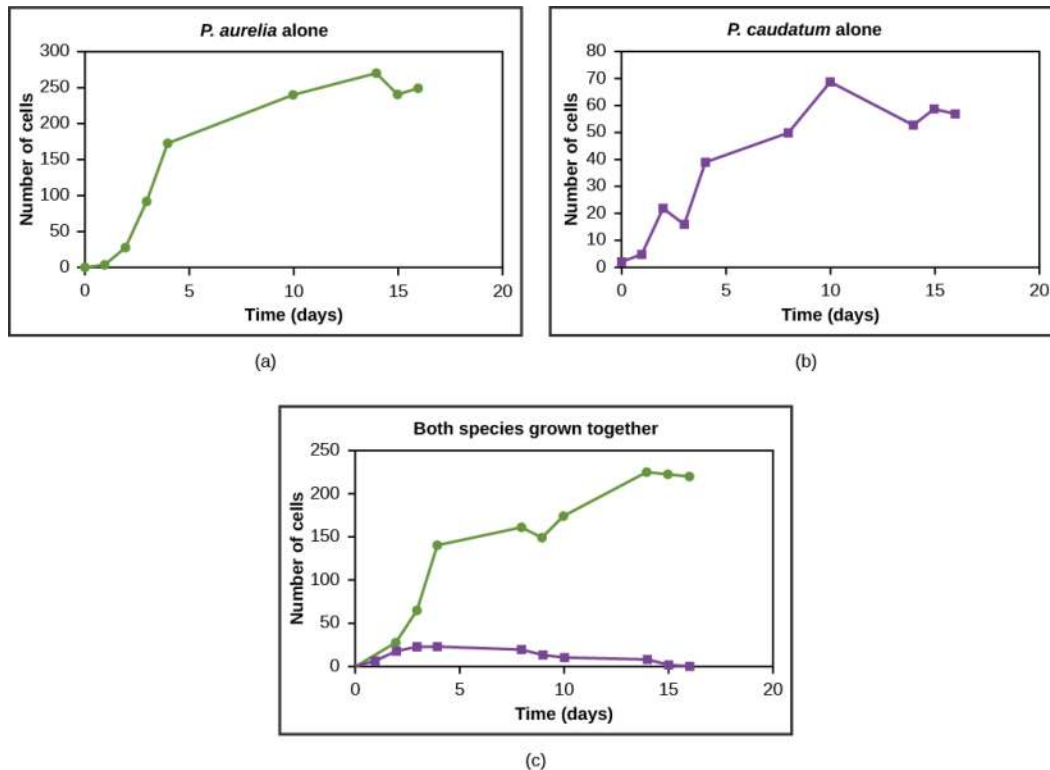 P. aurelia alone
300
250
200
150
100
50
0
Number of cells
0 5 10 15 20
Time (days)
(a)
P. caudatum alone
80
70
60
50
40
30
20
10
0
Number of cells
0 5 10 15 20
Time (days)
(b)
Both species grown together
250
200
150
100
50
0
Number of cells
0 5 10 15 20
Time (days)
(c)